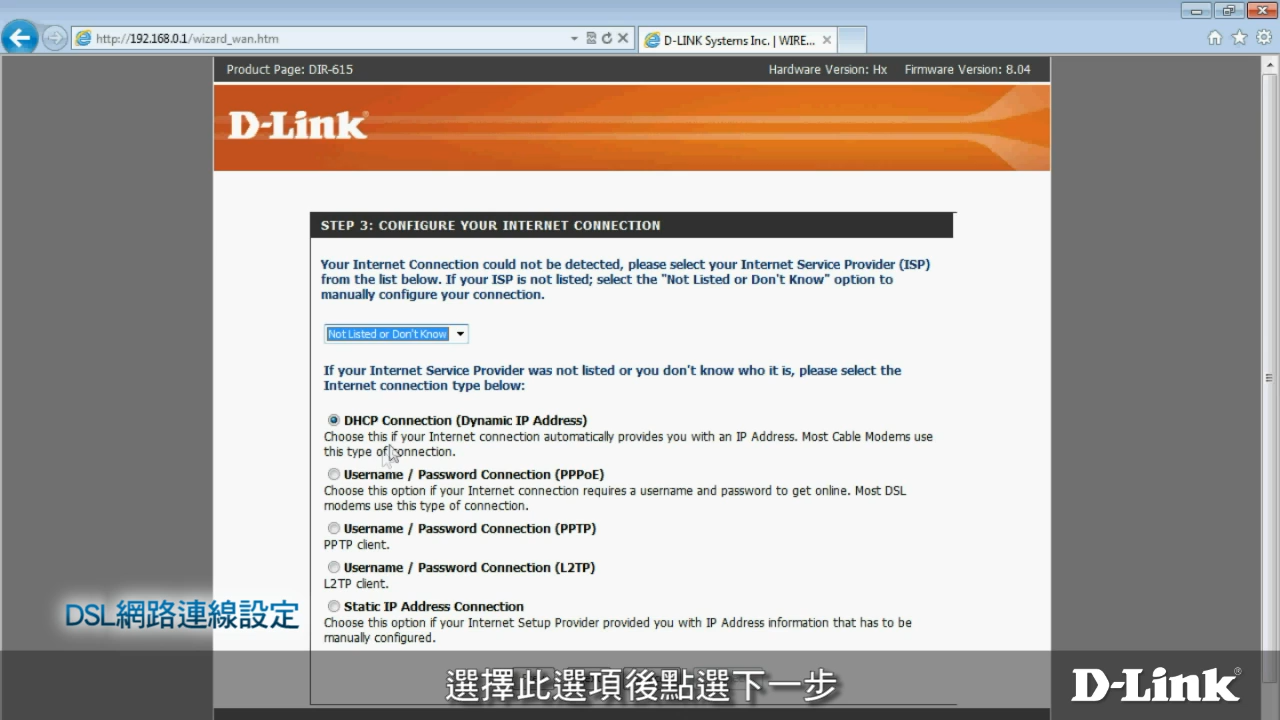 http://192.168.0.1/wizard_wan.htm
D-LINK Systems Inc. | WIRE...
Product Page: DIR-615
Hardware Version: Hx
Firmware Version: 8.04
D-Link
STEP 3: CONFIGURE YOUR INTERNET CONNECTION
Your Internet Connection could not be detected, please select your Internet Service Provider (ISP)
from the list below. If your ISP is not listed; select the "Not Listed or Don't Know" option to
manually configure your connection.
Not Listed or Don't Know
If your Internet Service Provider was not listed or you don't know who it is, please select the
Internet connection type below:
DHCP Connection (Dynamic IP Address)
Choose this if your Internet connection automatically provides you with an IP Address. Most Cable Modems use
this type of connection.
Username / Password Connection (PPPoE)
Choose this option if your Internet connection requires a username and password to get online. Most DSL
modems use this type of connection.
Username / Password Connection (PPTP)
PPTP client.
Username / Password Connection (L2TP)
L2TP client.
Static IP Address Connection
Choose this option if your Internet Setup Provider provided you with IP Address information that has to be
manually configured.
DSL網路連線設定
選擇此選項後點選下一步
D-Link